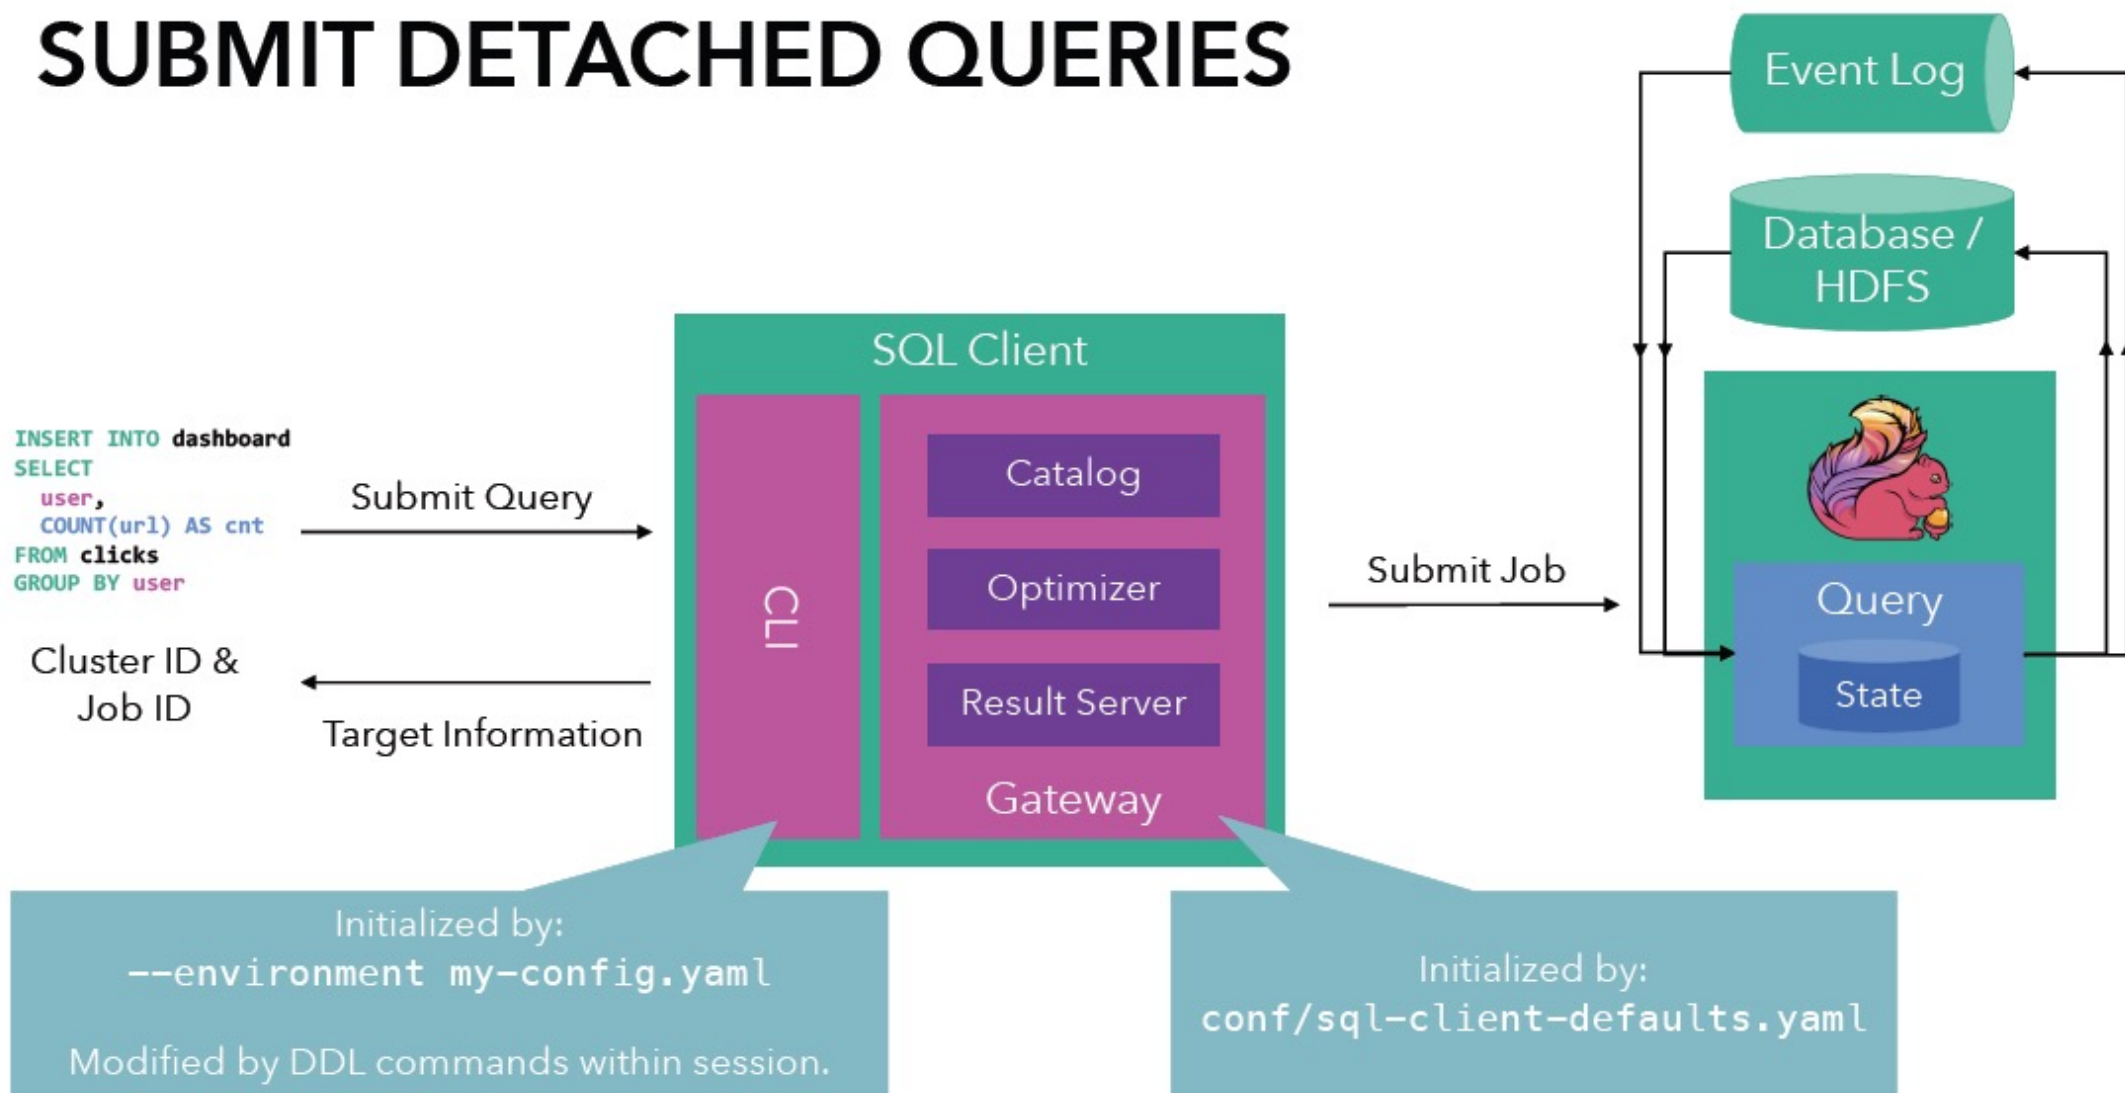 SUBMIT DETACHED QUERIES
Event Log
Database /
HDFS
SQL Client
INSERT INTO dashboard
SELECT
user,
COUNT(url) AS cnt
FROM clicks
GROUP BY user
Submit Query
Cluster ID &
Job ID
Target Information
CLI
Catalog
Optimizer
Result Server
Gateway
Submit Job
Query
State
Initialized by:
--environment my-config.yaml
Modified by DDL commands within session.
Initialized by:
conf/sql-client-defaults.yaml